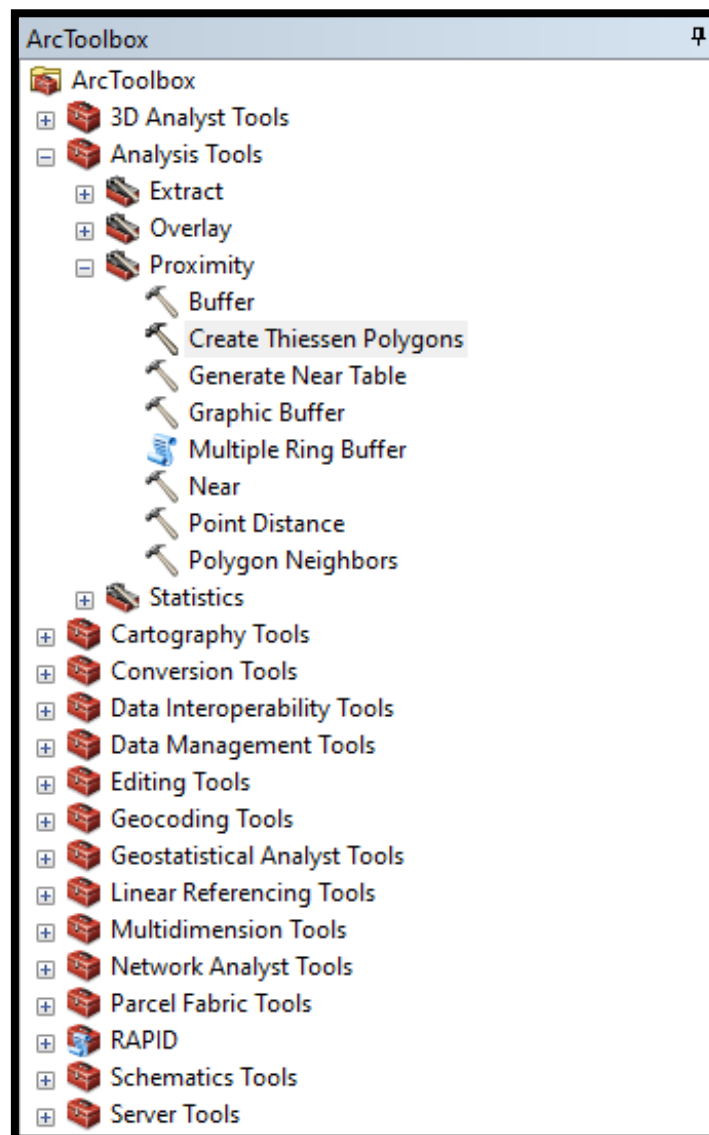 ArcToolbox
ArcToolbox
3D Analyst Tools
Analysis Tools
Extract
Overlay
Proximity
Buffer
Create Thiessen Polygons
Generate Near Table
Graphic Buffer
Multiple Ring Buffer
Near
Point Distance
Polygon Neighbors
Statistics
Cartography Tools
Conversion Tools
Data Interoperability Tools
Data Management Tools
Editing Tools
Geocoding Tools
Geostatistical Analyst Tools
Linear Referencing Tools
Multidimension Tools
Network Analyst Tools
Parcel Fabric Tools
RAPID
Schematics Tools
Server Tools